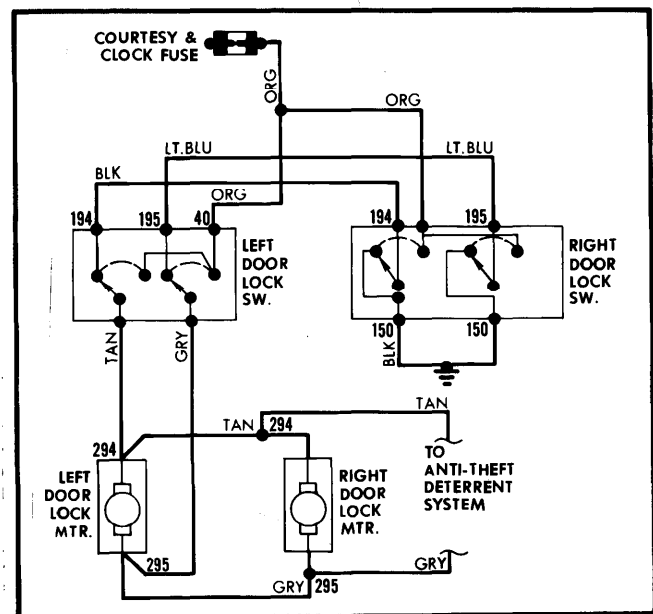 COURTESY &
CLOCK FUSE
ORG
ORG
LT.BLU
LT.BLU
BLK
ORG
194
195
40
194
195
LEFT
DOOR
LOCK
SW.
RIGHT
DOOR
LOCK
SW.
150
150
TAN
GRY
BLK
TAN
TAN
294
294
TO
ANTI-THEFT
DETERRENT
SYSTEM
LEFT
DOOR
LOCK
MTR.
RIGHT
DOOR
LOCK
MTR.
295
GRY
GRY
295